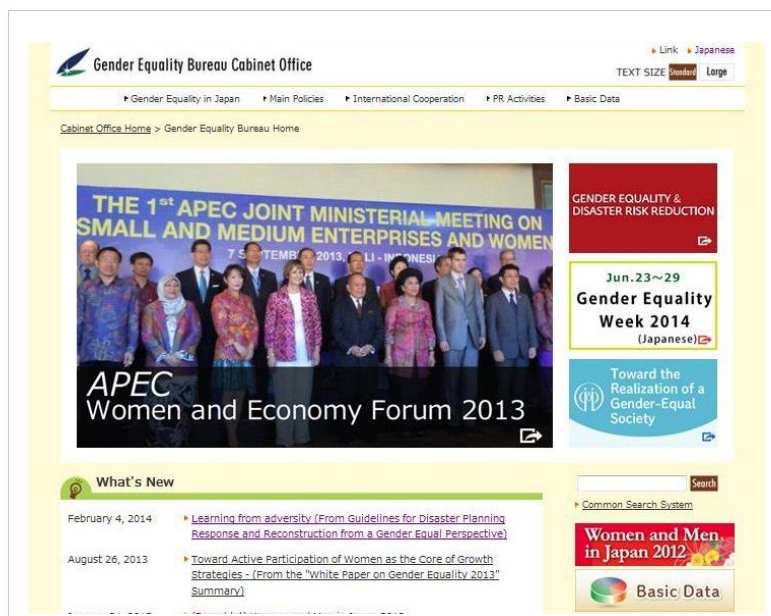 Gender Equality Bureau Cabinet Office
Link Japanese
TEXT SIZE Standard Large
Gender Equality in Japan Main Policies International Cooperation PR Activities Basic Data
Cabinet Office Home > Gender Equality Bureau Home
THE 1st APEC JOINT MINISTERIAL MEETING ON
SMALL AND MEDIUM ENTERPRISES AND WOMEN
7 SEPTEMBER 2013,
APEC
Women and Economy Forum 2013
GENDER EQUALITY &
DISASTER RISK REDUCTION
Jun.23~29
Gender Equality
Week 2014
(Japanese)
Toward the
Realization of a
Gender-Equal
Society
What's New
February 4, 2014 Learning from adversity (From Guidelines for Disaster Planning
Response and Reconstruction from a Gender Equal Perspective)
August 26, 2013 Toward Active Participation of Women as the Core of Growth
Strategies - (From the "White Paper on Gender Equality 2013"
Summary)
Search
Common Search System
Women and Men
in Japan 2012
Basic Data